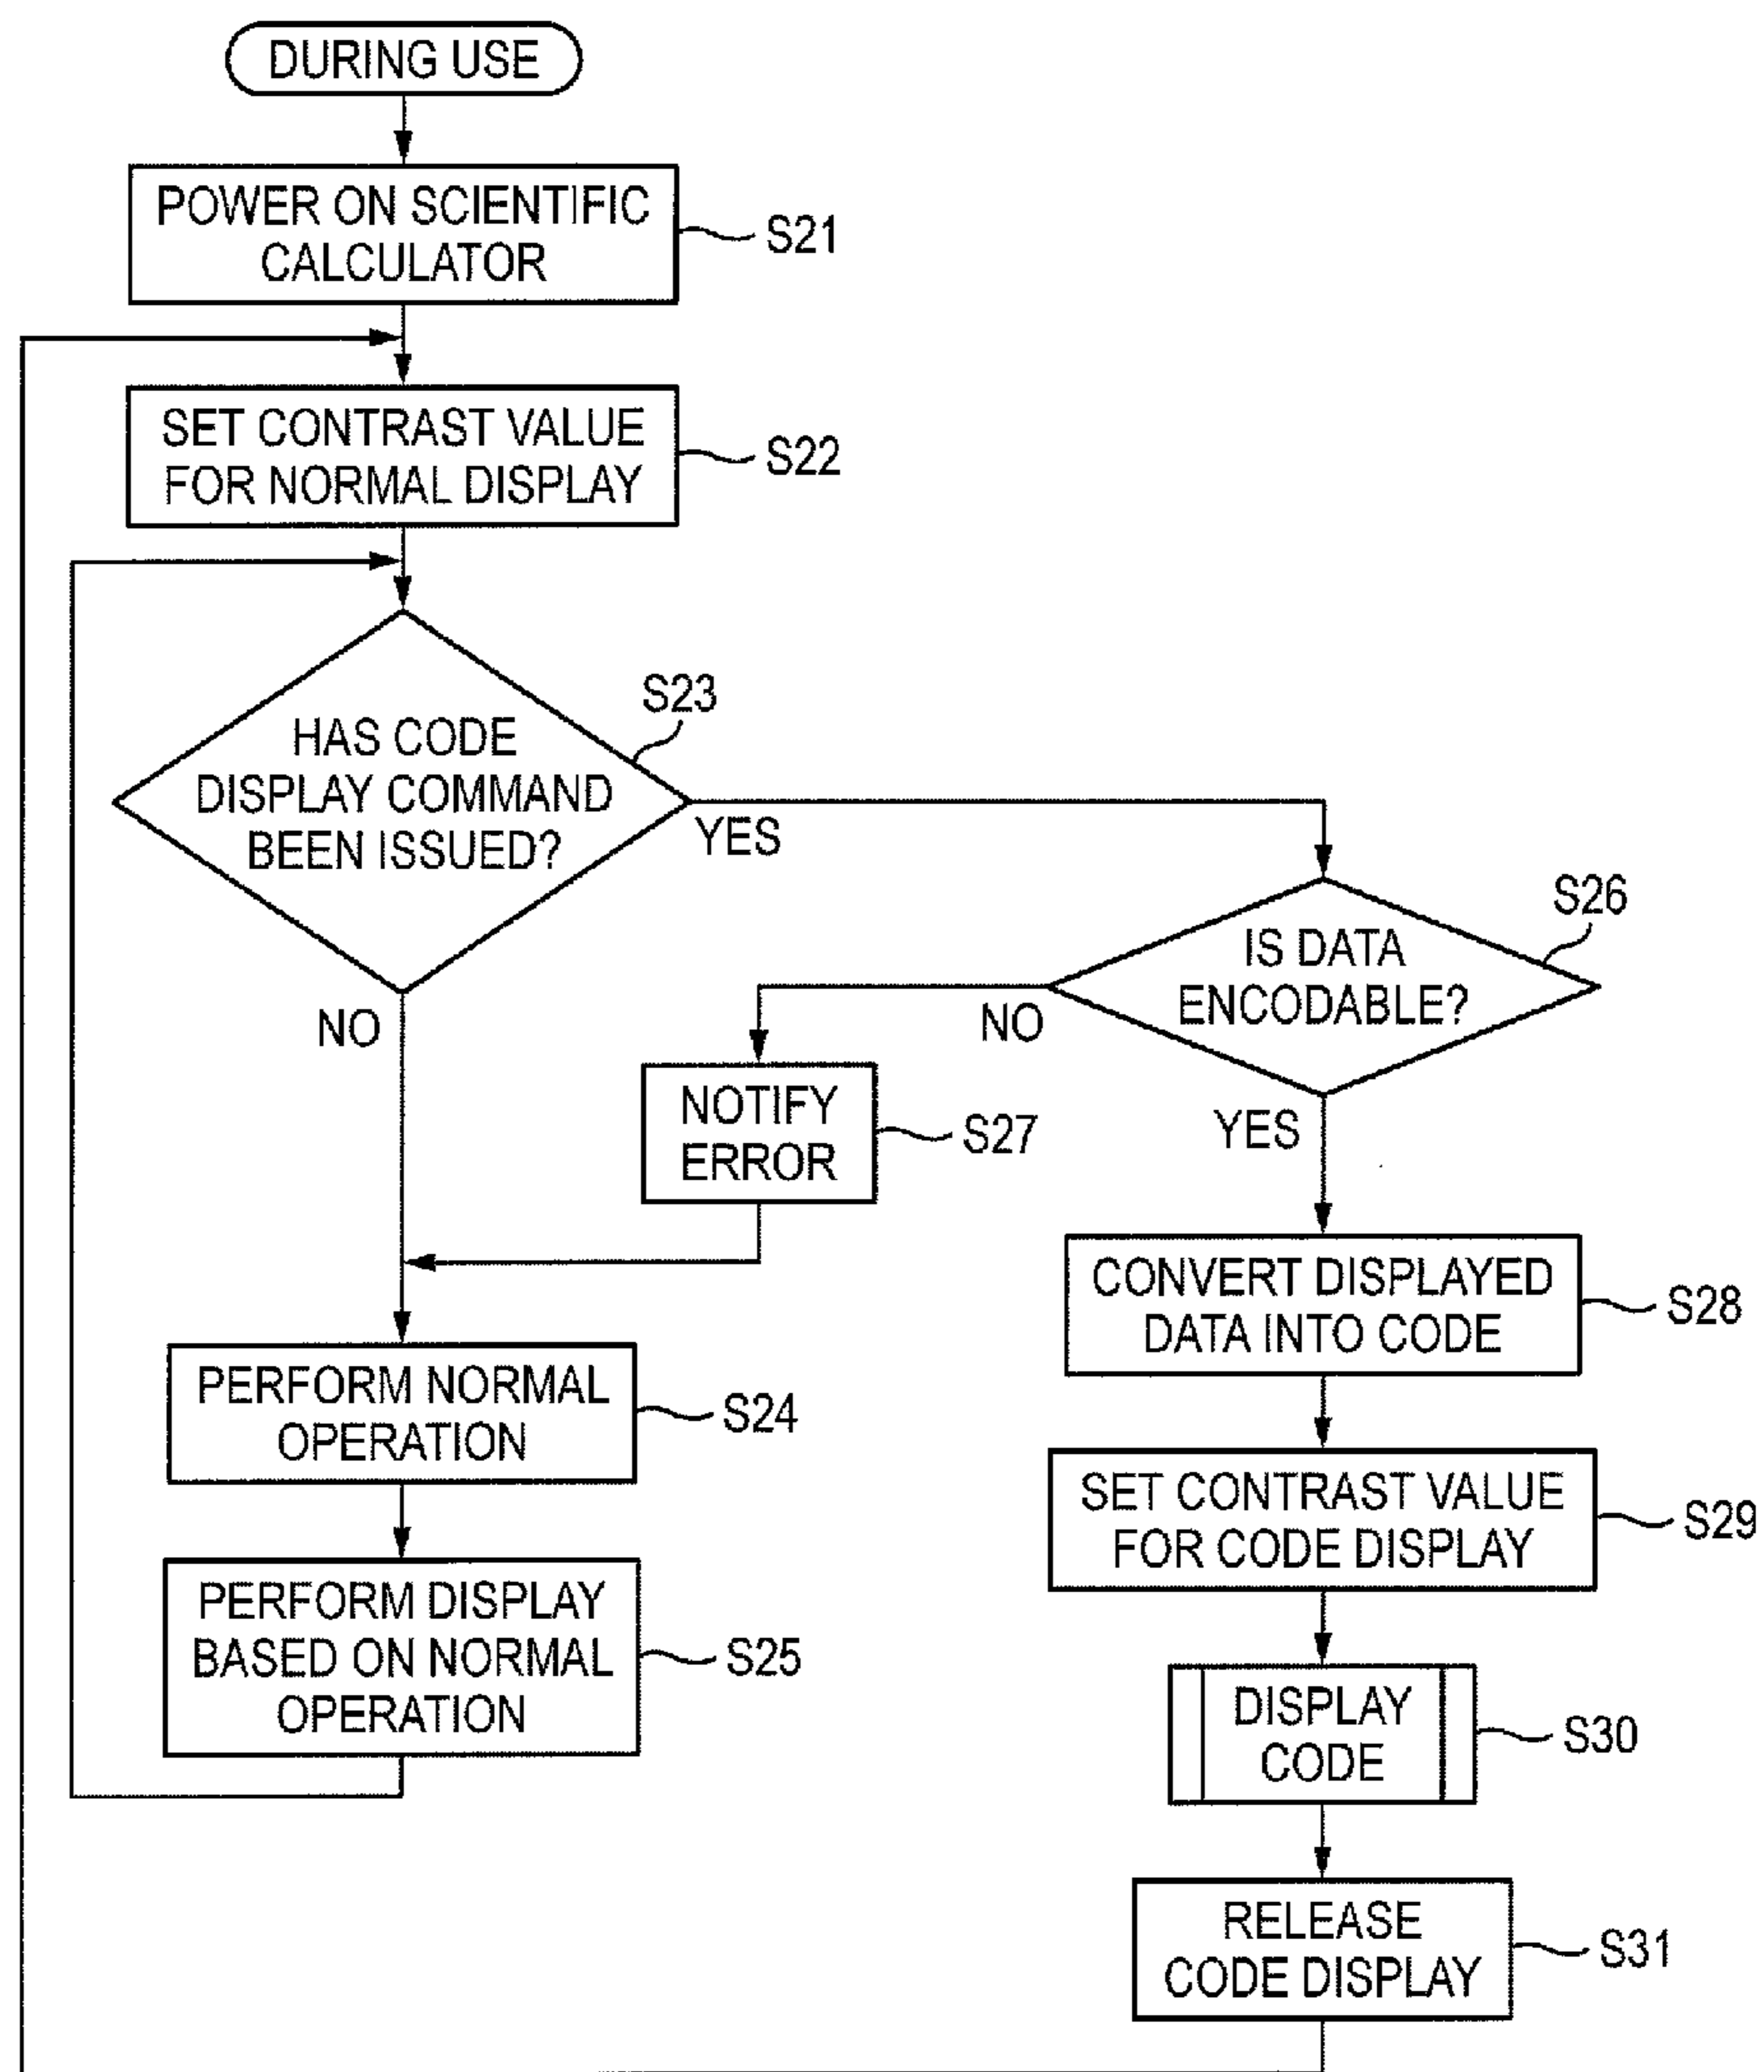 DURING USE
POWER ON SCIENTIFIC
CALCULATOR
S21
SET CONTRAST VALUE
FOR NORMAL DISPLAY
S22
S23
HAS CODE
DISPLAY COMMAND
BEEN ISSUED?
YES
NO
S26
IS DATA
ENCODABLE?
NO
YES
NOTIFY
ERROR
S27
CONVERT DISPLAYED
DATA INTO CODE
S28
PERFORM NORMAL
OPERATION
S24
SET CONTRAST VALUE
FOR CODE DISPLAY
S29
PERFORM DISPLAY
BASED ON NORMAL
OPERATION
S25
DISPLAY
CODE
S30
RELEASE
CODE DISPLAY
S31